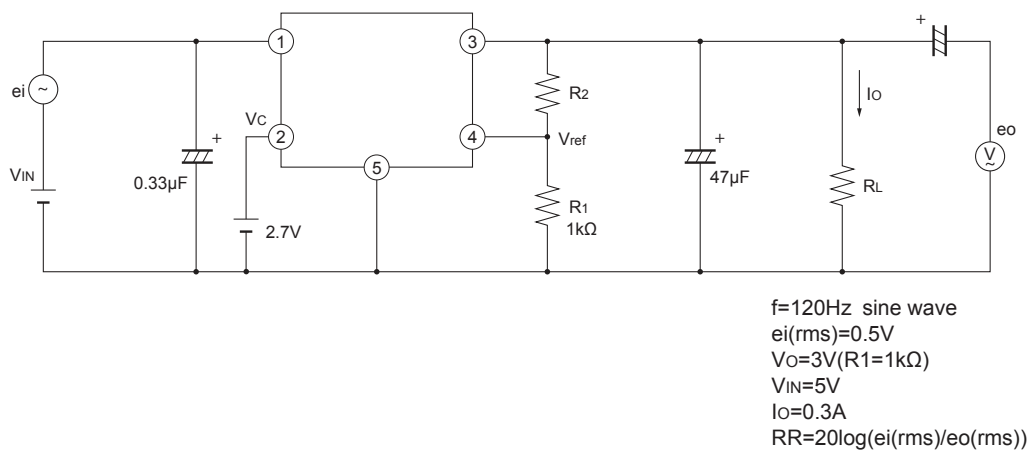 +
1
3
ei
~
R2
IO
VC
+
+
eo
2
4
Vref
V
~
5
VIN
0.33µF
47µF
RL
R1
1kΩ
2.7V
f=120Hz sine wave
ei(rms)=0.5V
VO=3V(R1=1kΩ)
VIN=5V
IO=0.3A
RR=20log(ei(rms)/eo(rms))